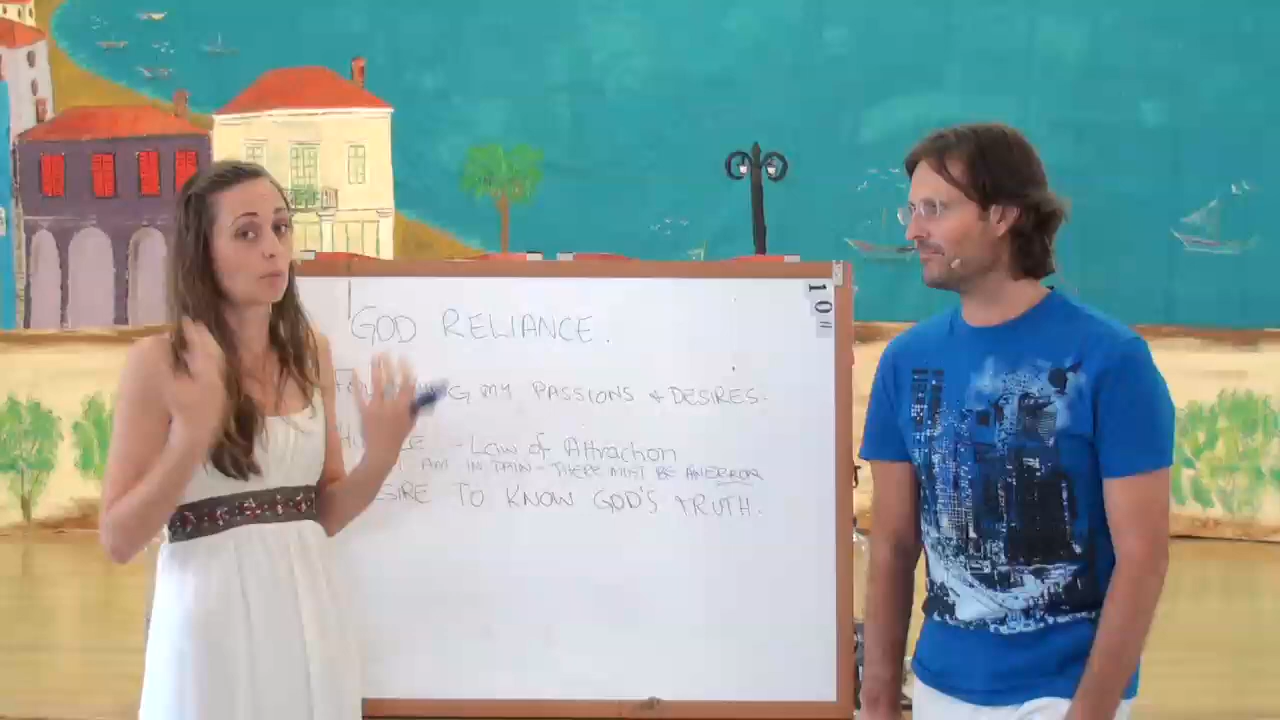 GOD RELIANCE.
G MY PASSIONS + DESIRES.
- Law of Attraction
AM IN PAIN - THERE MUST BE AN ERROR
TO KNOW GOD'S TRUTH.
10"